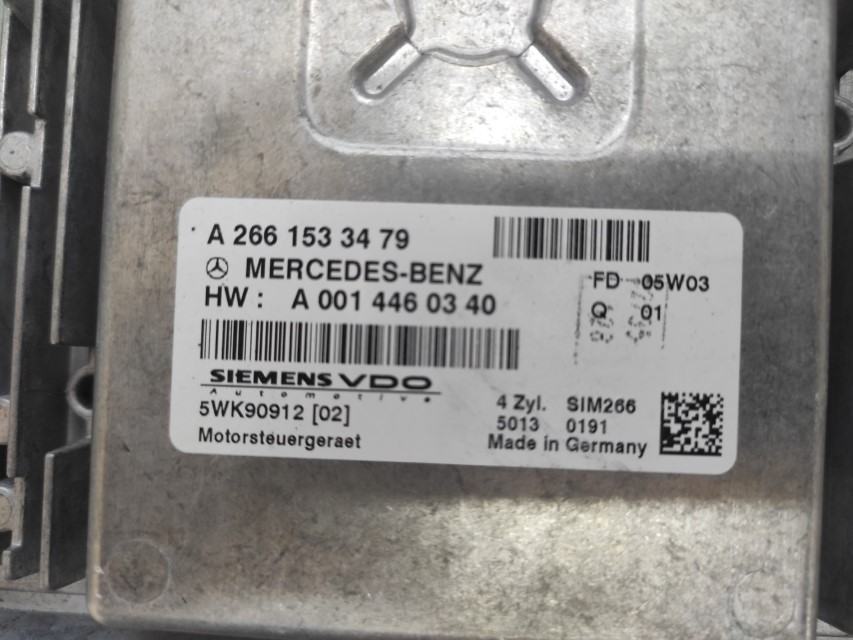 A 266 153 34 79
MERCEDES-BENZ
HW : A 001 446 03 40
FD 05W03
Q 01
SIEMENS VDO
Automotive
5WK90912 [02]
Motorsteuergeraet
4 Zyl. SIM266
5013 0191
Made in Germany